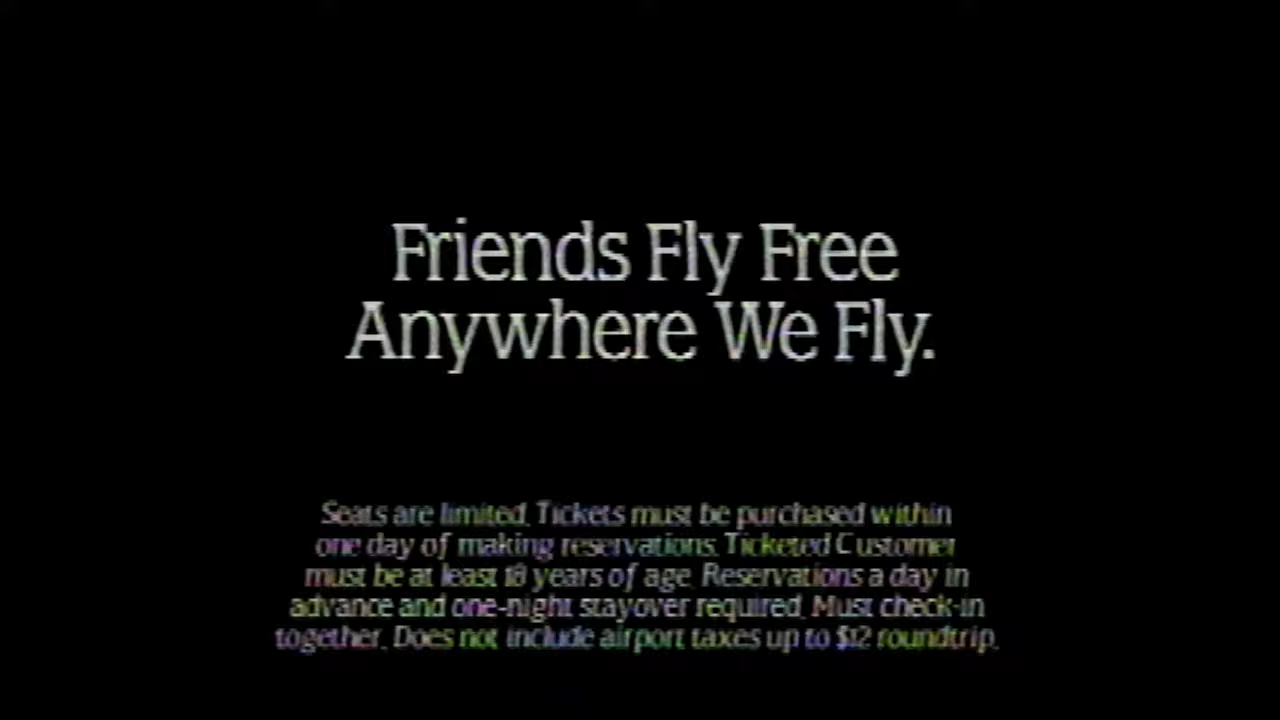 Friends Fly Free
Anywhere We Fly.
Seats are limited. Tickets must be purchased within
one day of making reservations. Ticketed Customer
must be at least 18 years of age. Reservations a day in
advance and one-night stayover required. Must check-in
together. Does not include airport taxes up to $12 roundtrip.